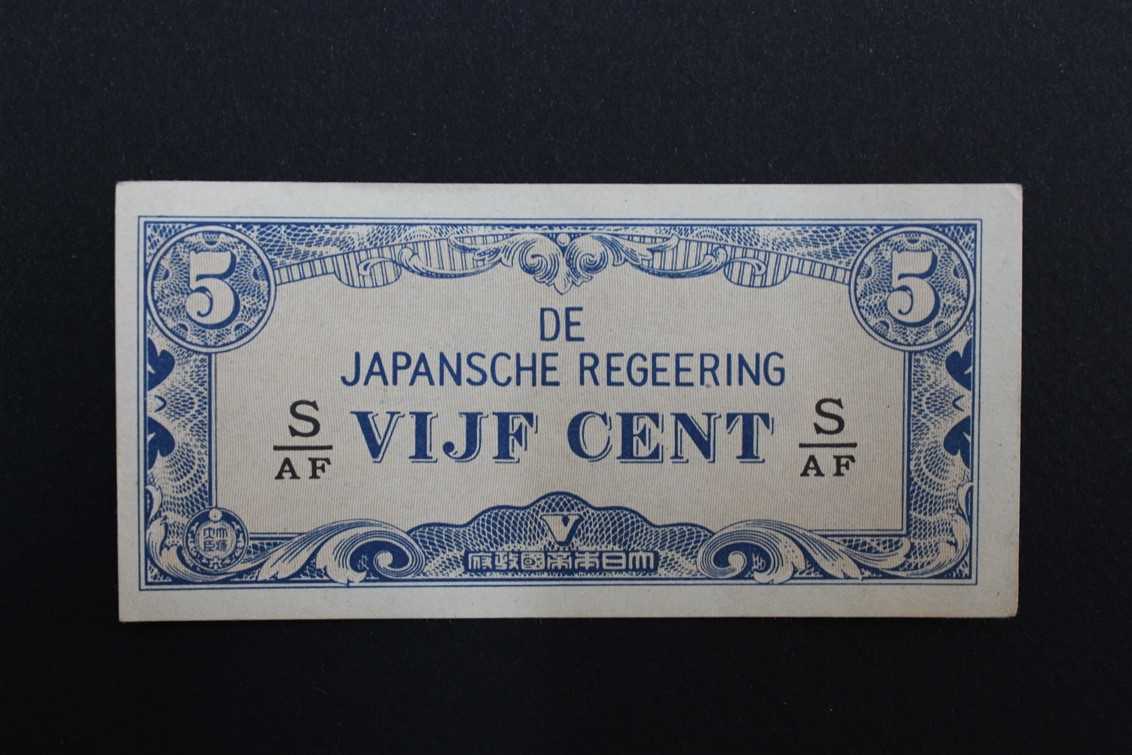 5 5
DE
JAPANSCHE REGEERING
S VIJF CENT S
AF AF
V
府政國帝本日大